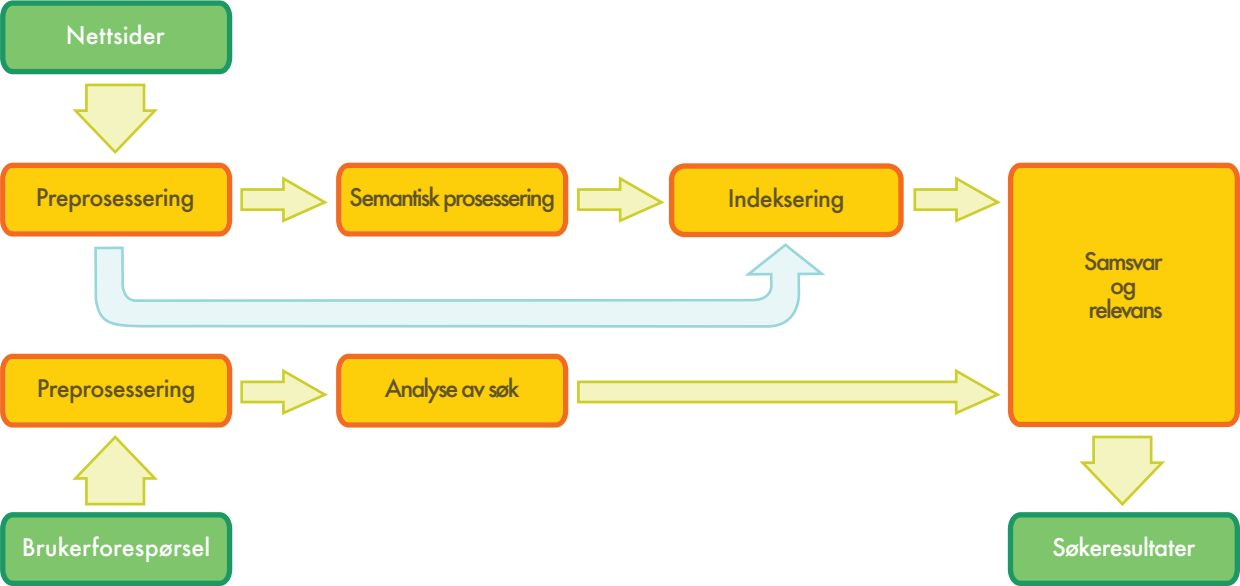 Nettsider
Preprosessering
Semantisk prosessering
Indeksering
Samsvar
og
relevans
Preprosessering
Analyse av søk
Brukerforespørsel
Søkeresultater